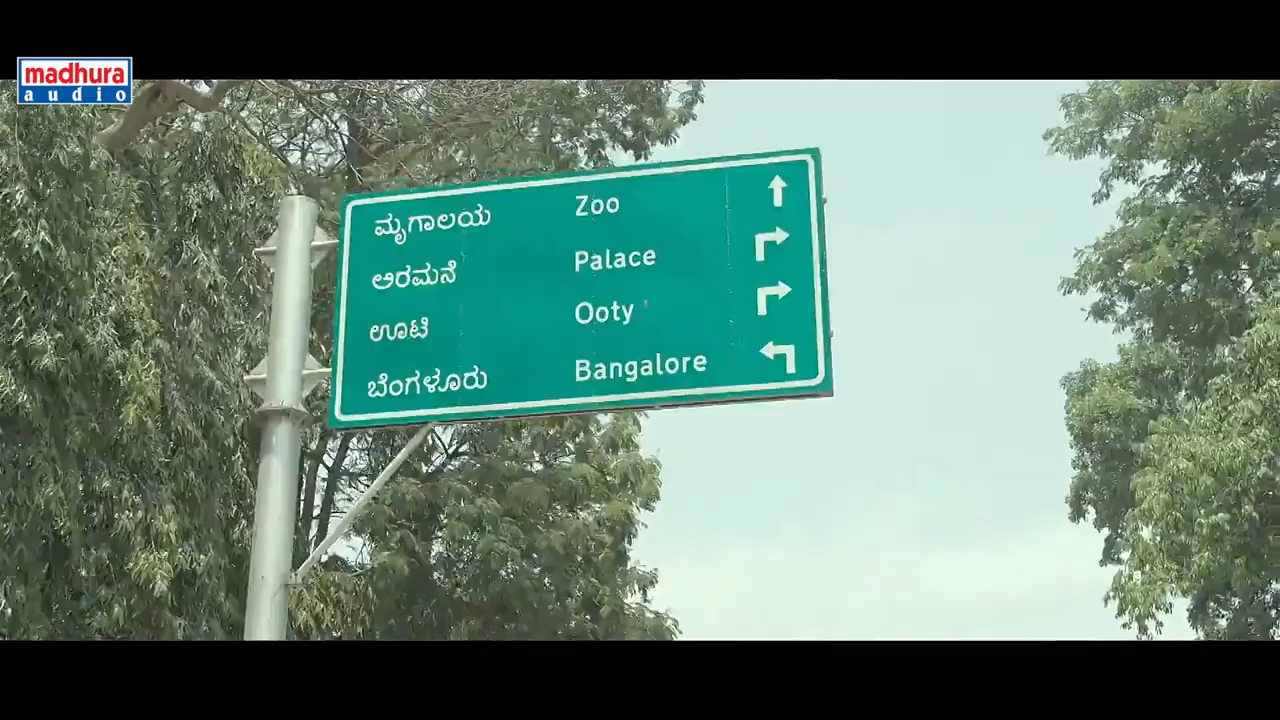 madhura
audio
ಮೃಗಾಲಯ Zoo
ಅರಮನೆ Palace
ಊಟಿ Ooty
ಬೆಂಗಳೂರು Bangalore